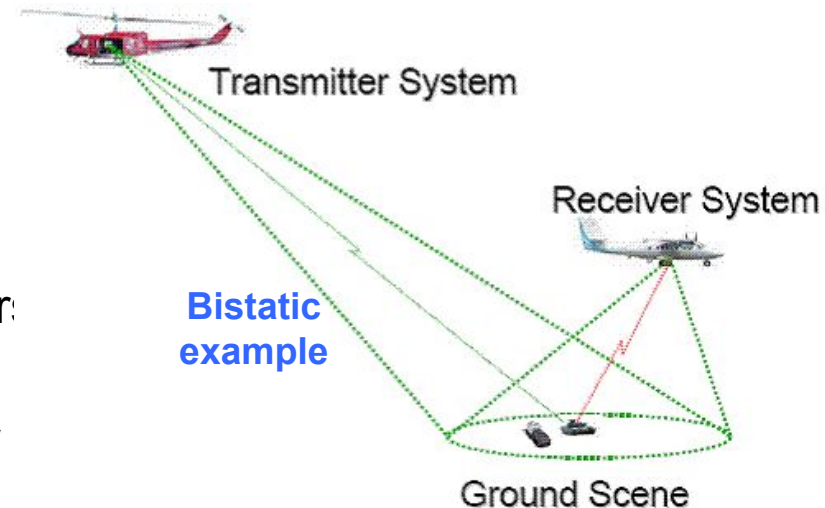 Transmitter System
Receiver System
Bistatic
example
Ground Scene